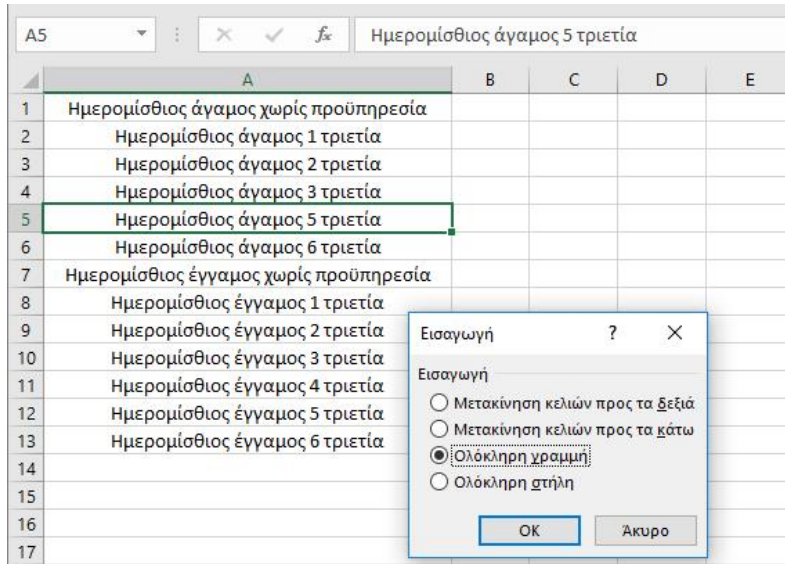 A5 fx Ημερομίσθιος άγαμος 5 τριετία
A B C D E
1 Ημερομίσθιος άγαμος χωρίς προϋπηρεσία
2 Ημερομίσθιος άγαμος 1 τριετία
3 Ημερομίσθιος άγαμος 2 τριετία
4 Ημερομίσθιος άγαμος 3 τριετία
5 Ημερομίσθιος άγαμος 5 τριετία
6 Ημερομίσθιος άγαμος 6 τριετία
7 Ημερομίσθιος έγγαμος χωρίς προϋπηρεσία
8 Ημερομίσθιος έγγαμος 1 τριετία
9 Ημερομίσθιος έγγαμος 2 τριετία
10 Ημερομίσθιος έγγαμος 3 τριετία
11 Ημερομίσθιος έγγαμος 4 τριετία
12 Ημερομίσθιος έγγαμος 5 τριετία
13 Ημερομίσθιος έγγαμος 6 τριετία
14
15
16
17
Εισαγωγή ?
Εισαγωγή
Μετακίνηση κελιών προς τα δεξιά
Μετακίνηση κελιών προς τα κάτω
Ολόκληρη γραμμή
Ολόκληρη στήλη
OK Άκυρο